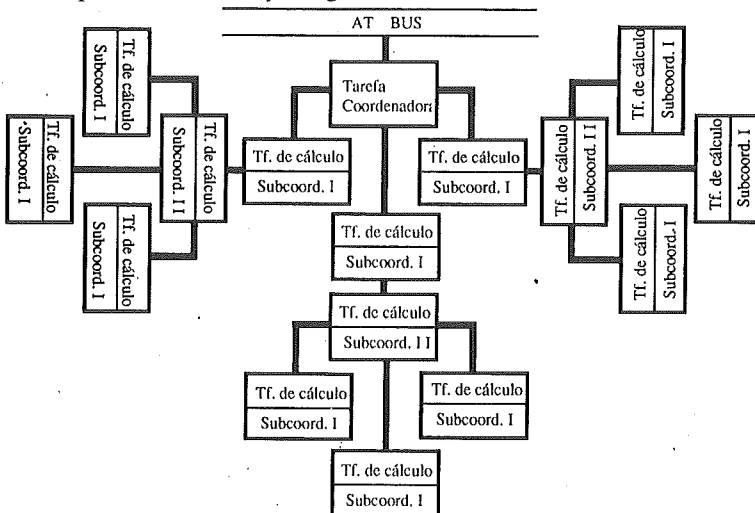 AT BUS
Tarefa
Coordenadora
Tf. de cálculo
Subcoord. I
Tf. de cálculo
Subcoord. I
Tf. de cálculo
Subcoord. I I
Tf. de cálculo
Subcoord. I
Tf. de cálculo
Subcoord. I
Tf. de cálculo
Subcoord. I
Tf. de cálculo
Subcoord. I I
Tf. de cálculo
Subcoord. I
Tf. de cálculo
Subcoord. I
Tf. de cálculo
Subcoord. I
Tf. de cálculo
Subcoord. I
Tf. de cálculo
Subcoord. I
Tf. de cálculo
Subcoord. I I
Tf. de cálculo
Subcoord. I
Tf. de cálculo
Subcoord. I
Tf. de cálculo
Subcoord. I